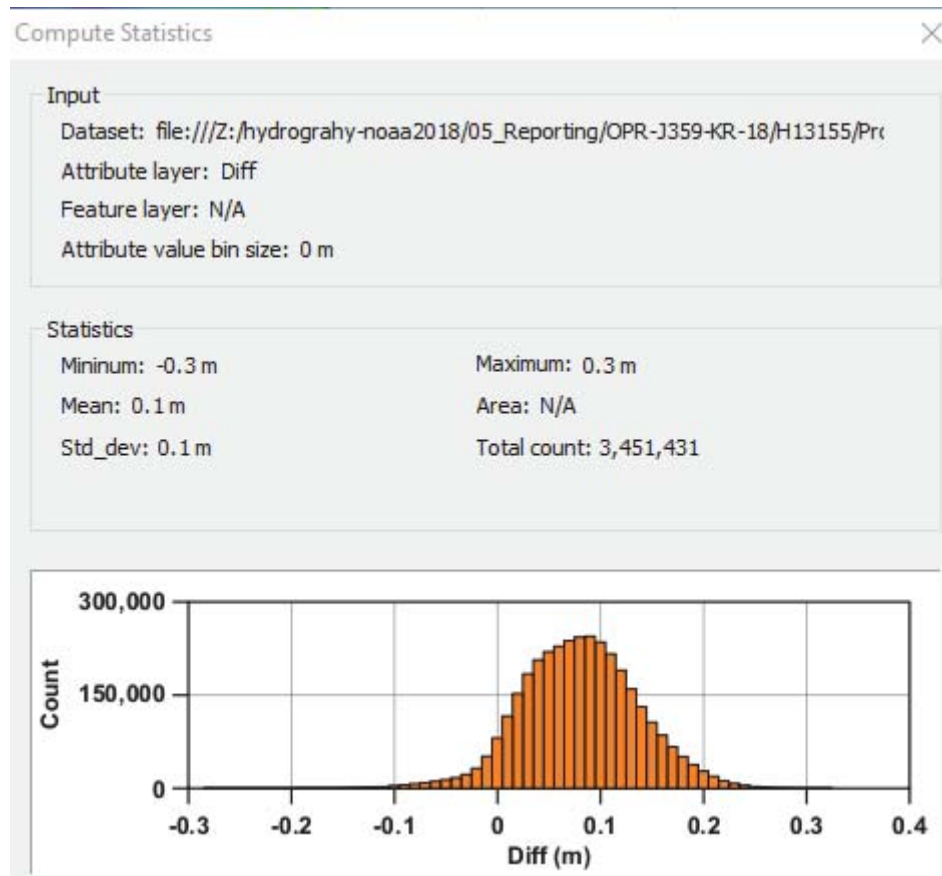 Compute Statistics
Input
Dataset: file:///Z:/hydrograhy-noaa2018/05_Reporting/OPR-J359-KR-18/H13155/Pro
Attribute layer: Diff
Feature layer: N/A
Attribute value bin size: 0 m
Statistics
Mininum: -0.3 m Maximum: 0.3 m
Mean: 0.1 m Area: N/A
Std_dev: 0.1 m Total count: 3,451,431
300,000
Count
150,000
0
-0.3 -0.2 -0.1 0 0.1 0.2 0.3 0.4
Diff (m)